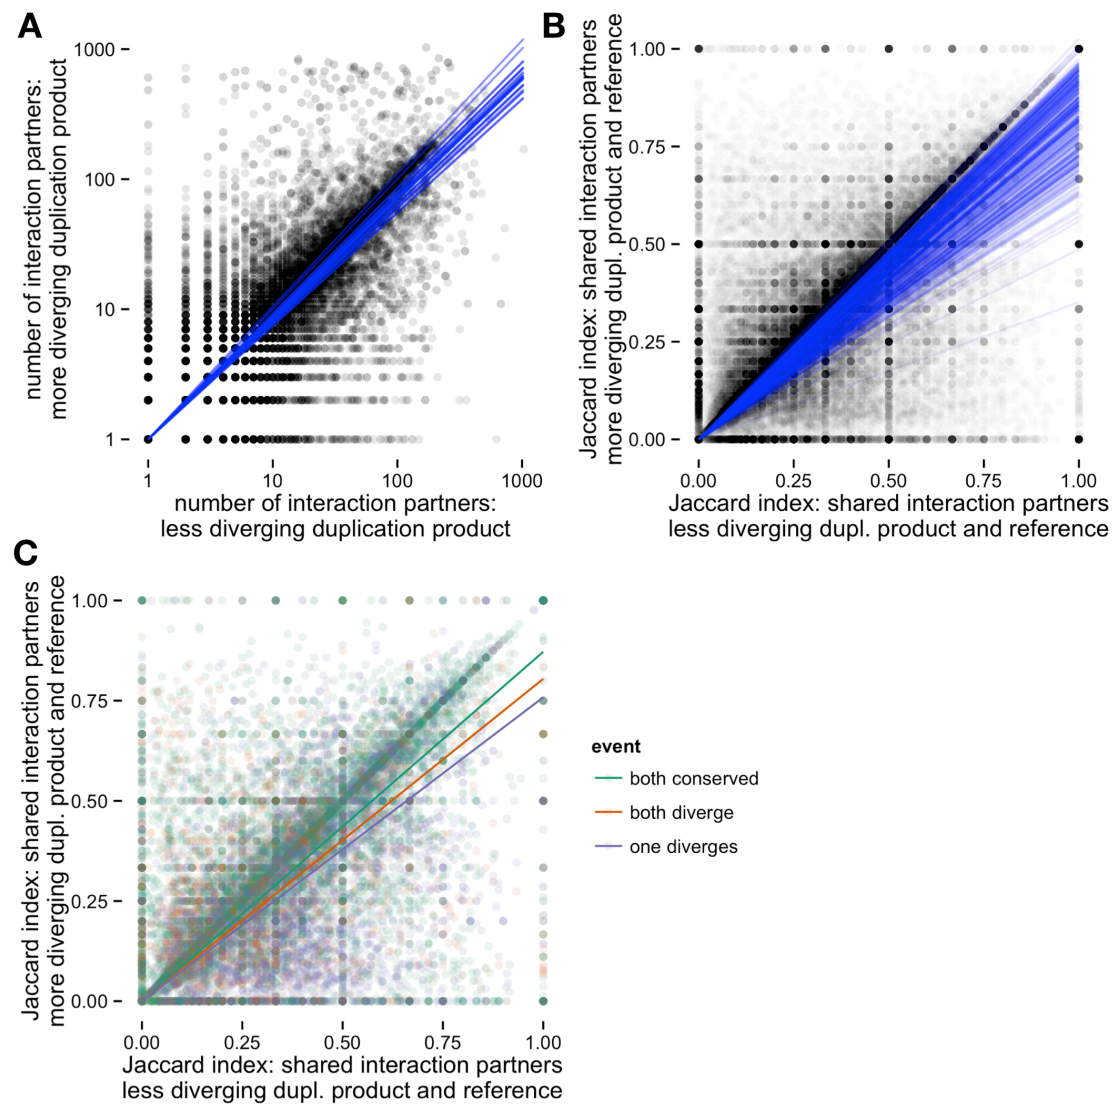 A
number of interaction partners:
more diverging duplication product
1000
100
10
1
1
10
100
1000
number of interaction partners:
less diverging duplication product
B
Jaccard index: shared interaction partners
more diverging dupl. product and reference
1.00
0.75
0.50
0.25
0.00
0.00
0.25
0.50
0.75
1.00
Jaccard index: shared interaction partners
less diverging dupl. product and reference
C
Jaccard index: shared interaction partners
more diverging dupl. product and reference
1.00
0.75
0.50
0.25
0.00
0.00
0.25
0.50
0.75
1.00
Jaccard index: shared interaction partners
less diverging dupl. product and reference
event
both conserved
both diverge
one diverges